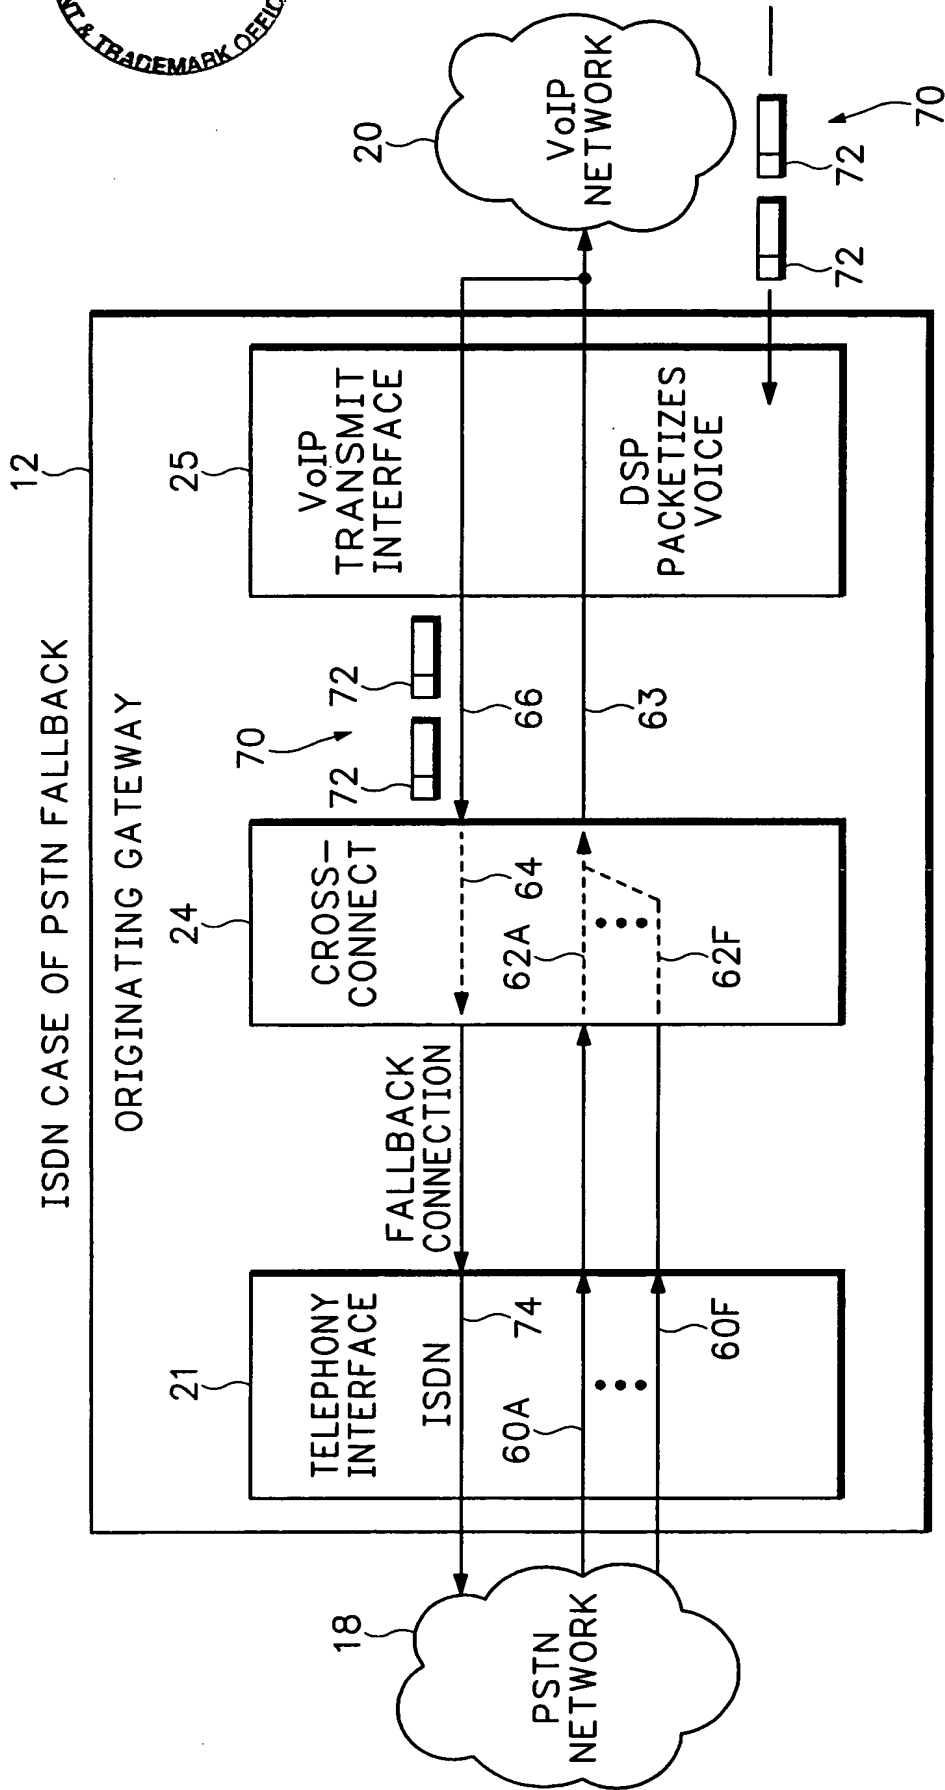 NT & TRADEMARK OFFIC
ISDN CASE OF PSTN FALLBACK
12
ORIGINATING GATEWAY
21
TELEPHONY
INTERFACE
ISDN
74
60A
60F
FALLBACK
CONNECTION
24
CROSS-
CONNECT
64
62A
62F
70
72
72
66
63
25
VoIP
TRANSMIT
INTERFACE
DSP
PACKETIZES
VOICE
18
PSTN
NETWORK
20
VoIP
NETWORK
72
72
70